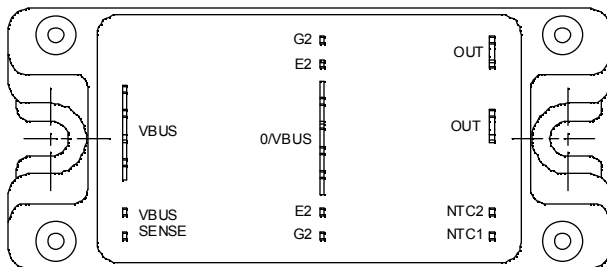 G2
OUT
E2
VBUS
0/VBUS
OUT
VBUS
SENSE
E2
G2
NTC2
NTC1